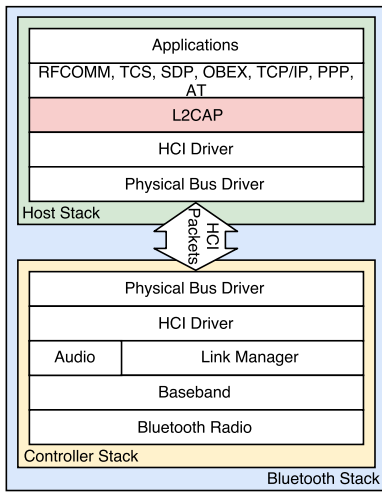 Applications
RFCOMM, TCS, SDP, OBEX, TCP/IP, PPP,
AT
L2CAP
HCI Driver
Physical Bus Driver
Host Stack
HCI
Packets
Physical Bus Driver
HCI Driver
Audio
Link Manager
Baseband
Bluetooth Radio
Controller Stack
Bluetooth Stack